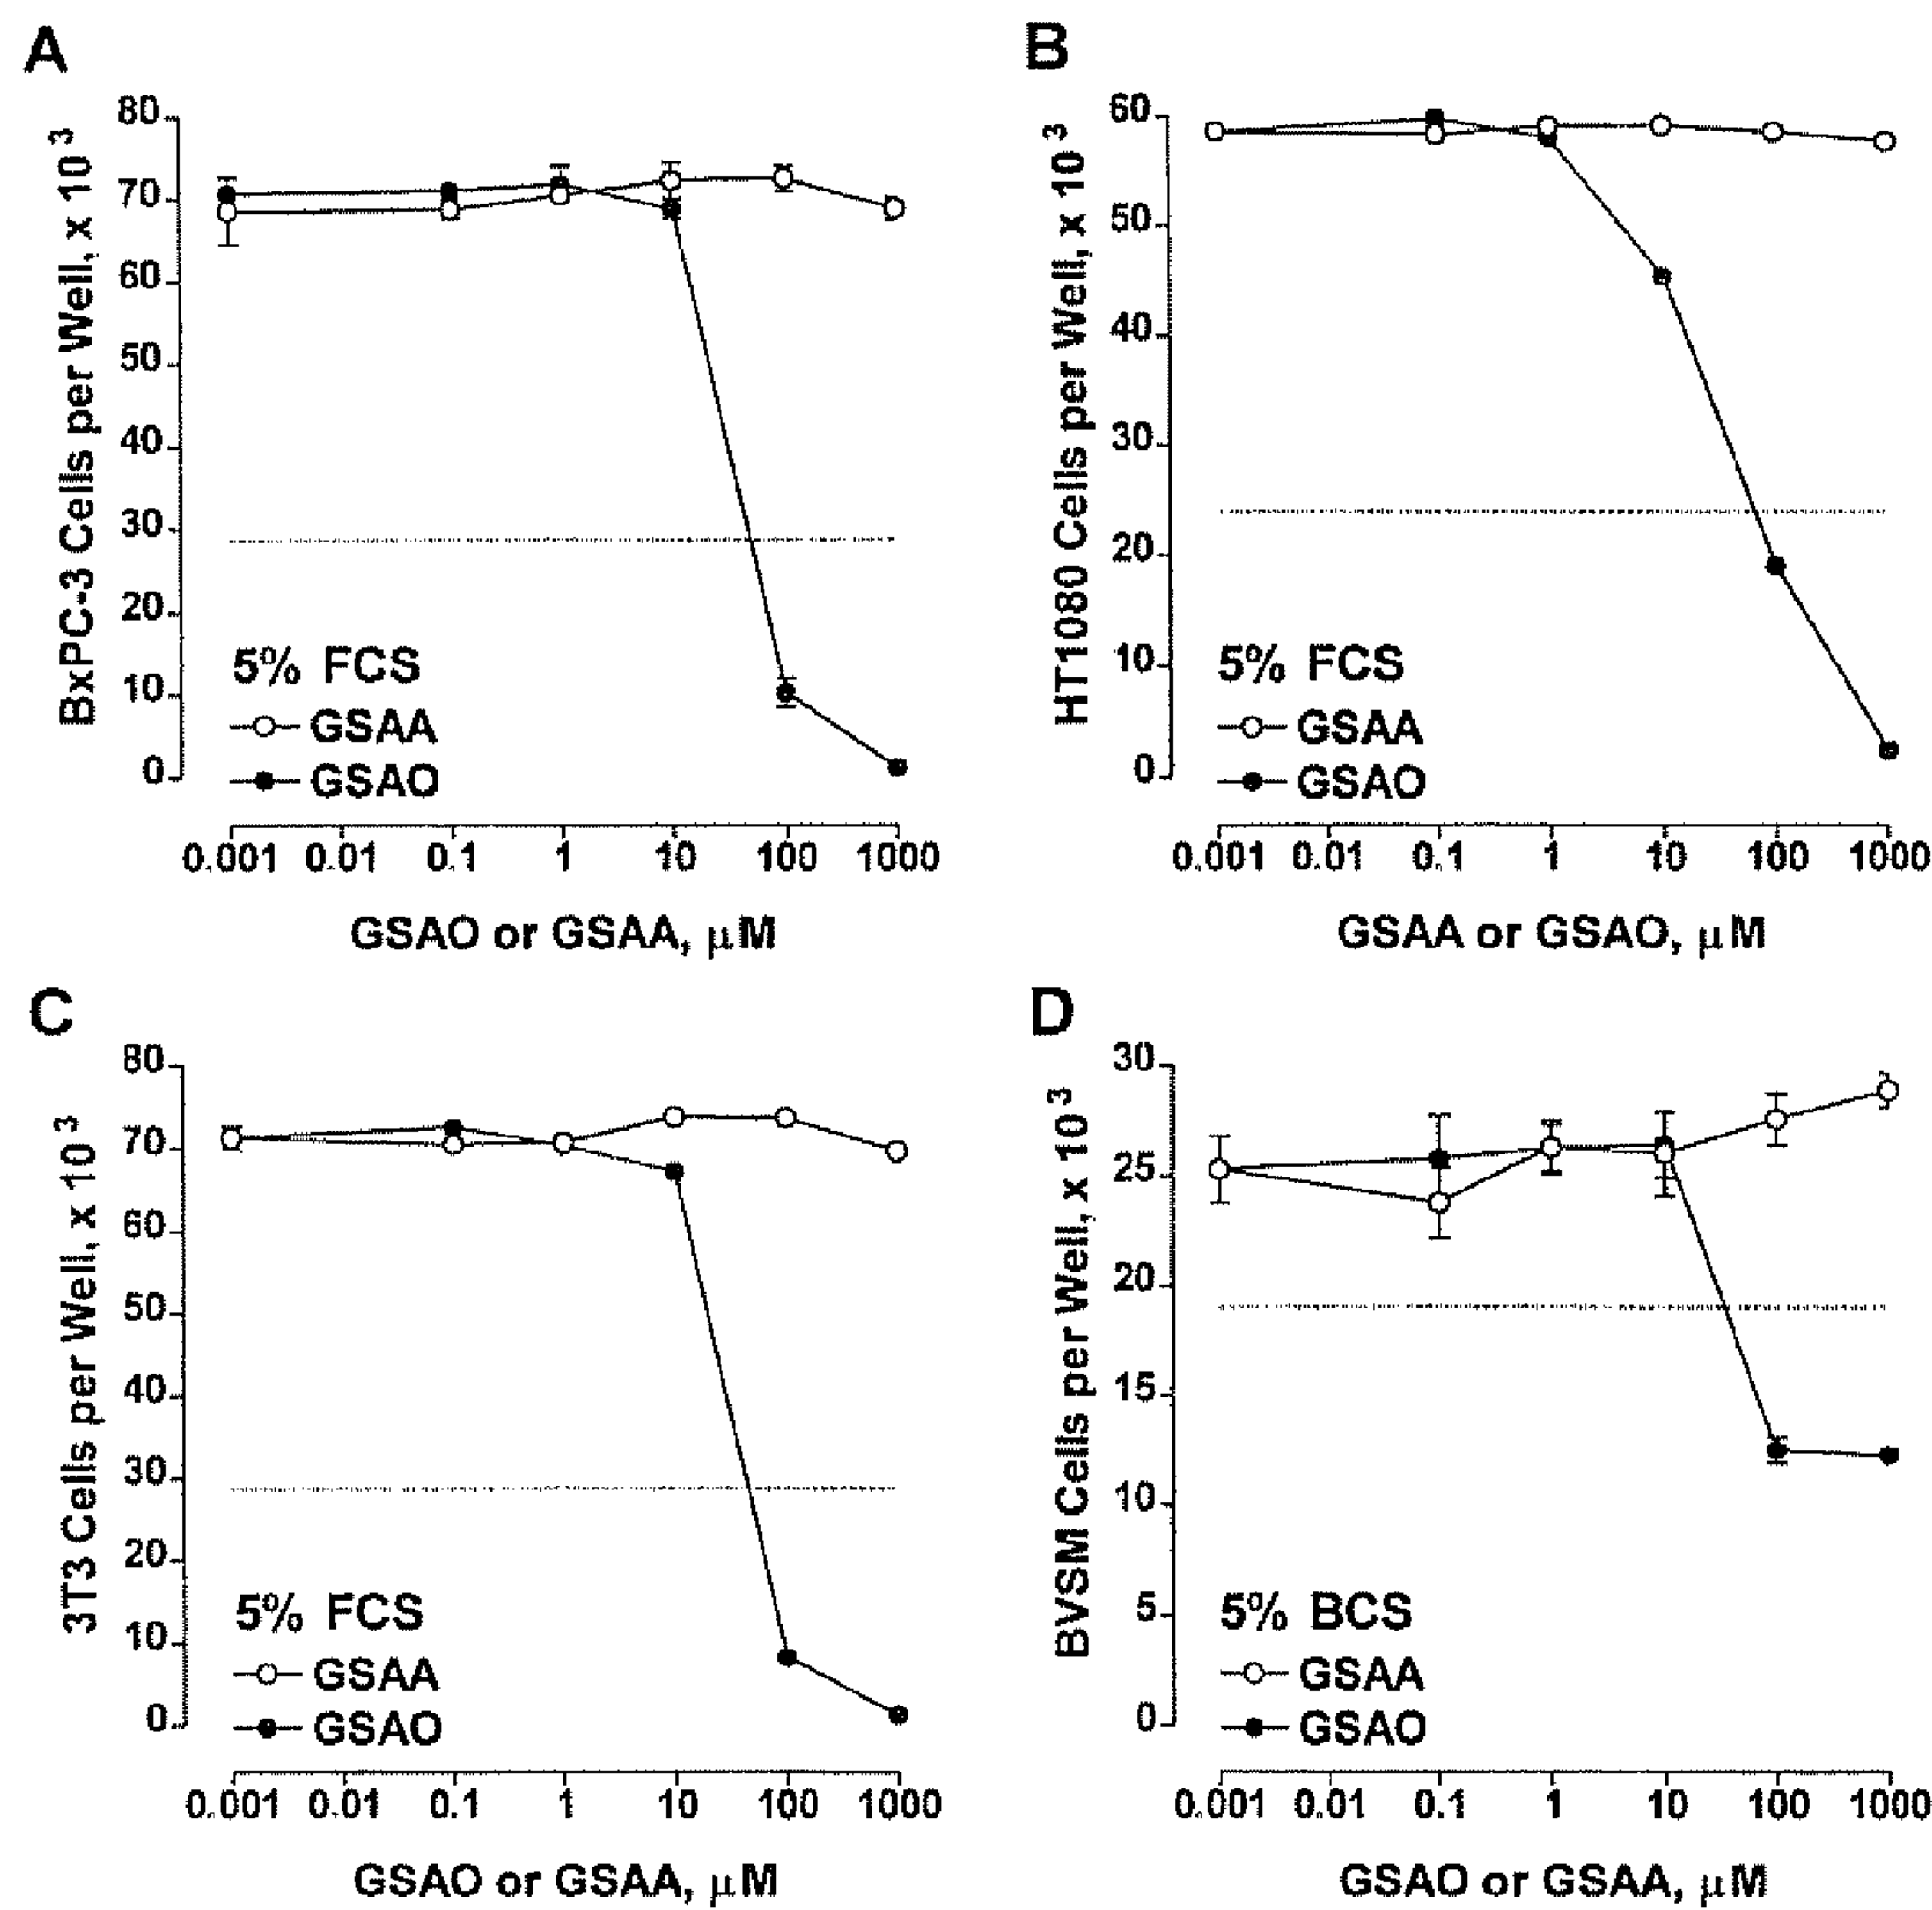 A
BxPC-3 Cells per Well, x 10³
80
70
60
50
40
30
20
10
0
5% FCS
GSAA
GSAO
0.001 0.01 0.1 1 10 100 1000
GSAO or GSAA, µM
B
HT1080 Cells per Well, x 10³
60
50
40
30
20
10
0
5% FCS
GSAA
GSAO
0.001 0.01 0.1 1 10 100 1000
GSAA or GSAO, µM
C
3T3 Cells per Well, x 10³
80
70
60
50
40
30
20
10
0
5% FCS
GSAA
GSAO
0.001 0.01 0.1 1 10 100 1000
GSAO or GSAA, µM
D
BVSM Cells per Well, x 10³
30
25
20
15
10
5
0
5% BCS
GSAA
GSAO
0.001 0.01 0.1 1 10 100 1000
GSAO or GSAA, µM